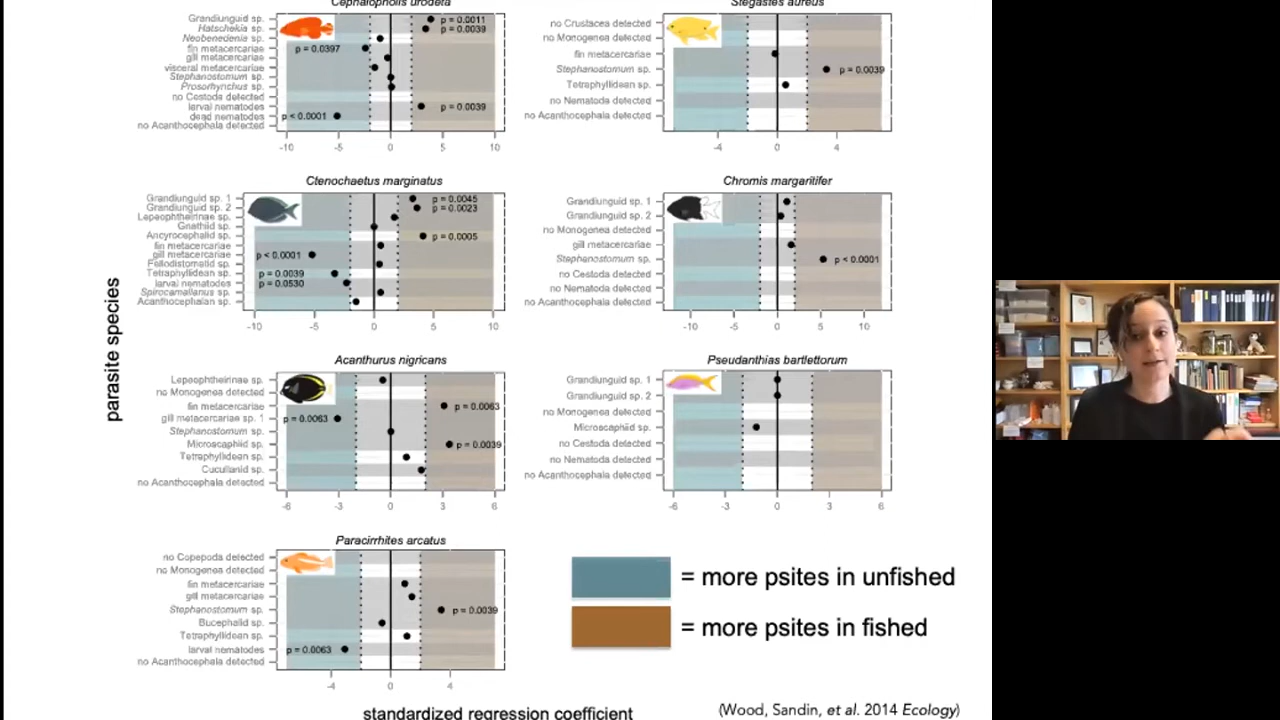 Cephalopholis urodeta
Grandiunguid sp.
Hatschekia sp.
Neobenedenia sp.
fin metacercariae
gill metacercariae
visceral metacercariae
Stephanostomum sp.
Prosorhynchus sp.
no Cestoda detected
larval nematodes
dead nematodes
no Acanthocephala detected
p = 0.0011
p = 0.0039
p = 0.0397
p = 0.0039
p < 0.0001
-10 -5 0 5 10
Stegastes aureus
no Crustacea detected
no Monogenea detected
fin metacercariae
Stephanostomum sp.
Tetraphyllidean sp.
no Nematoda detected
no Acanthocephala detected
p = 0.0039
-4 0 4
Ctenochaetus marginatus
Grandiunguid sp. 1
Grandiunguid sp. 2
Lepeophtheirinae sp.
Gnathiid sp.
Ancyrocephalid sp.
fin metacercariae
gill metacercariae
Fellodistomatid sp.
Tetraphyllidean sp.
larval nematodes
Spirocamallanus sp.
Acanthocephalan sp.
p = 0.0045
p = 0.0023
p = 0.0005
p < 0.0001
p = 0.0039
p = 0.0530
-10 -5 0 5 10
Chromis margaritifer
Grandiunguid sp. 1
Grandiunguid sp. 2
no Monogenea detected
gill metacercariae
Stephanostomum sp.
no Cestoda detected
no Nematoda detected
no Acanthocephala detected
p < 0.0001
-10 -5 0 5 10
parasite species
Acanthurus nigricans
Lepeophtheirinae sp.
no Monogenea detected
fin metacercariae
gill metacercariae sp. 1
Stephanostomum sp.
Microscaphiid sp.
Tetraphyllidean sp.
Cucullanid sp.
no Acanthocephala detected
p = 0.0063
p = 0.0063
p = 0.0039
-6 -3 0 3 6
Pseudanthias bartlettorum
Grandiunguid sp. 1
Grandiunguid sp. 2
no Monogenea detected
Microscaphiid sp.
no Cestoda detected
no Nematoda detected
no Acanthocephala detected
-6 -3 0 3 6
Paracirrhites arcatus
no Copepoda detected
no Monogenea detected
fin metacercariae
gill metacercariae
Stephanostomum sp.
Bucephalid sp.
Tetraphyllidean sp.
larval nematodes
no Acanthocephala detected
p = 0.0039
p = 0.0063
-4 0 4
= more psites in unfished
= more psites in fished
standardized regression coefficient
(Wood, Sandin, et al. 2014 Ecology)